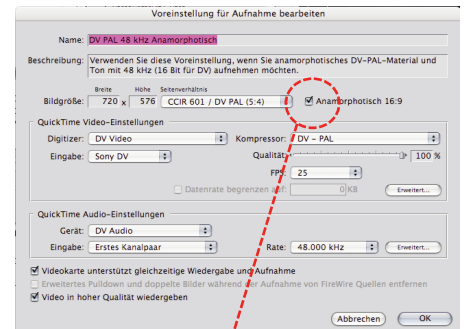 Voreinstellung für Aufnahme bearbeiten
Name: DV PAL 48 kHz Anamorphotisch
Beschreibung: Verwenden Sie diese Voreinstellung, wenn Sie anamorphotisches DV-PAL-Material und
Ton mit 48 kHz (16 Bit für DV) aufnehmen möchten.
Breite Höhe Seitenverhältnis
Bildgröße: 720 x 576 CCIR 601 / DV PAL (5:4) Anamorphotisch 16:9
QuickTime Video-Einstellungen
Digitizer: DV Video Kompressor: DV – PAL
Eingabe: Sony DV Qualität: 100 %
FPS: 25
Datenrate begrenzen auf: 0 KB Erweitert...
QuickTime Audio-Einstellungen
Gerät: DV Audio
Eingabe: Erstes Kanalpaar Rate: 48.000 kHz Erweitert...
Videokarte unterstützt gleichzeitige Wiedergabe und Aufnahme
Erweitertes Pulldown und doppelte Bilder während der Aufnahme von FireWire Quellen entfernen
Video in hoher Qualität wiedergeben
Abbrechen OK